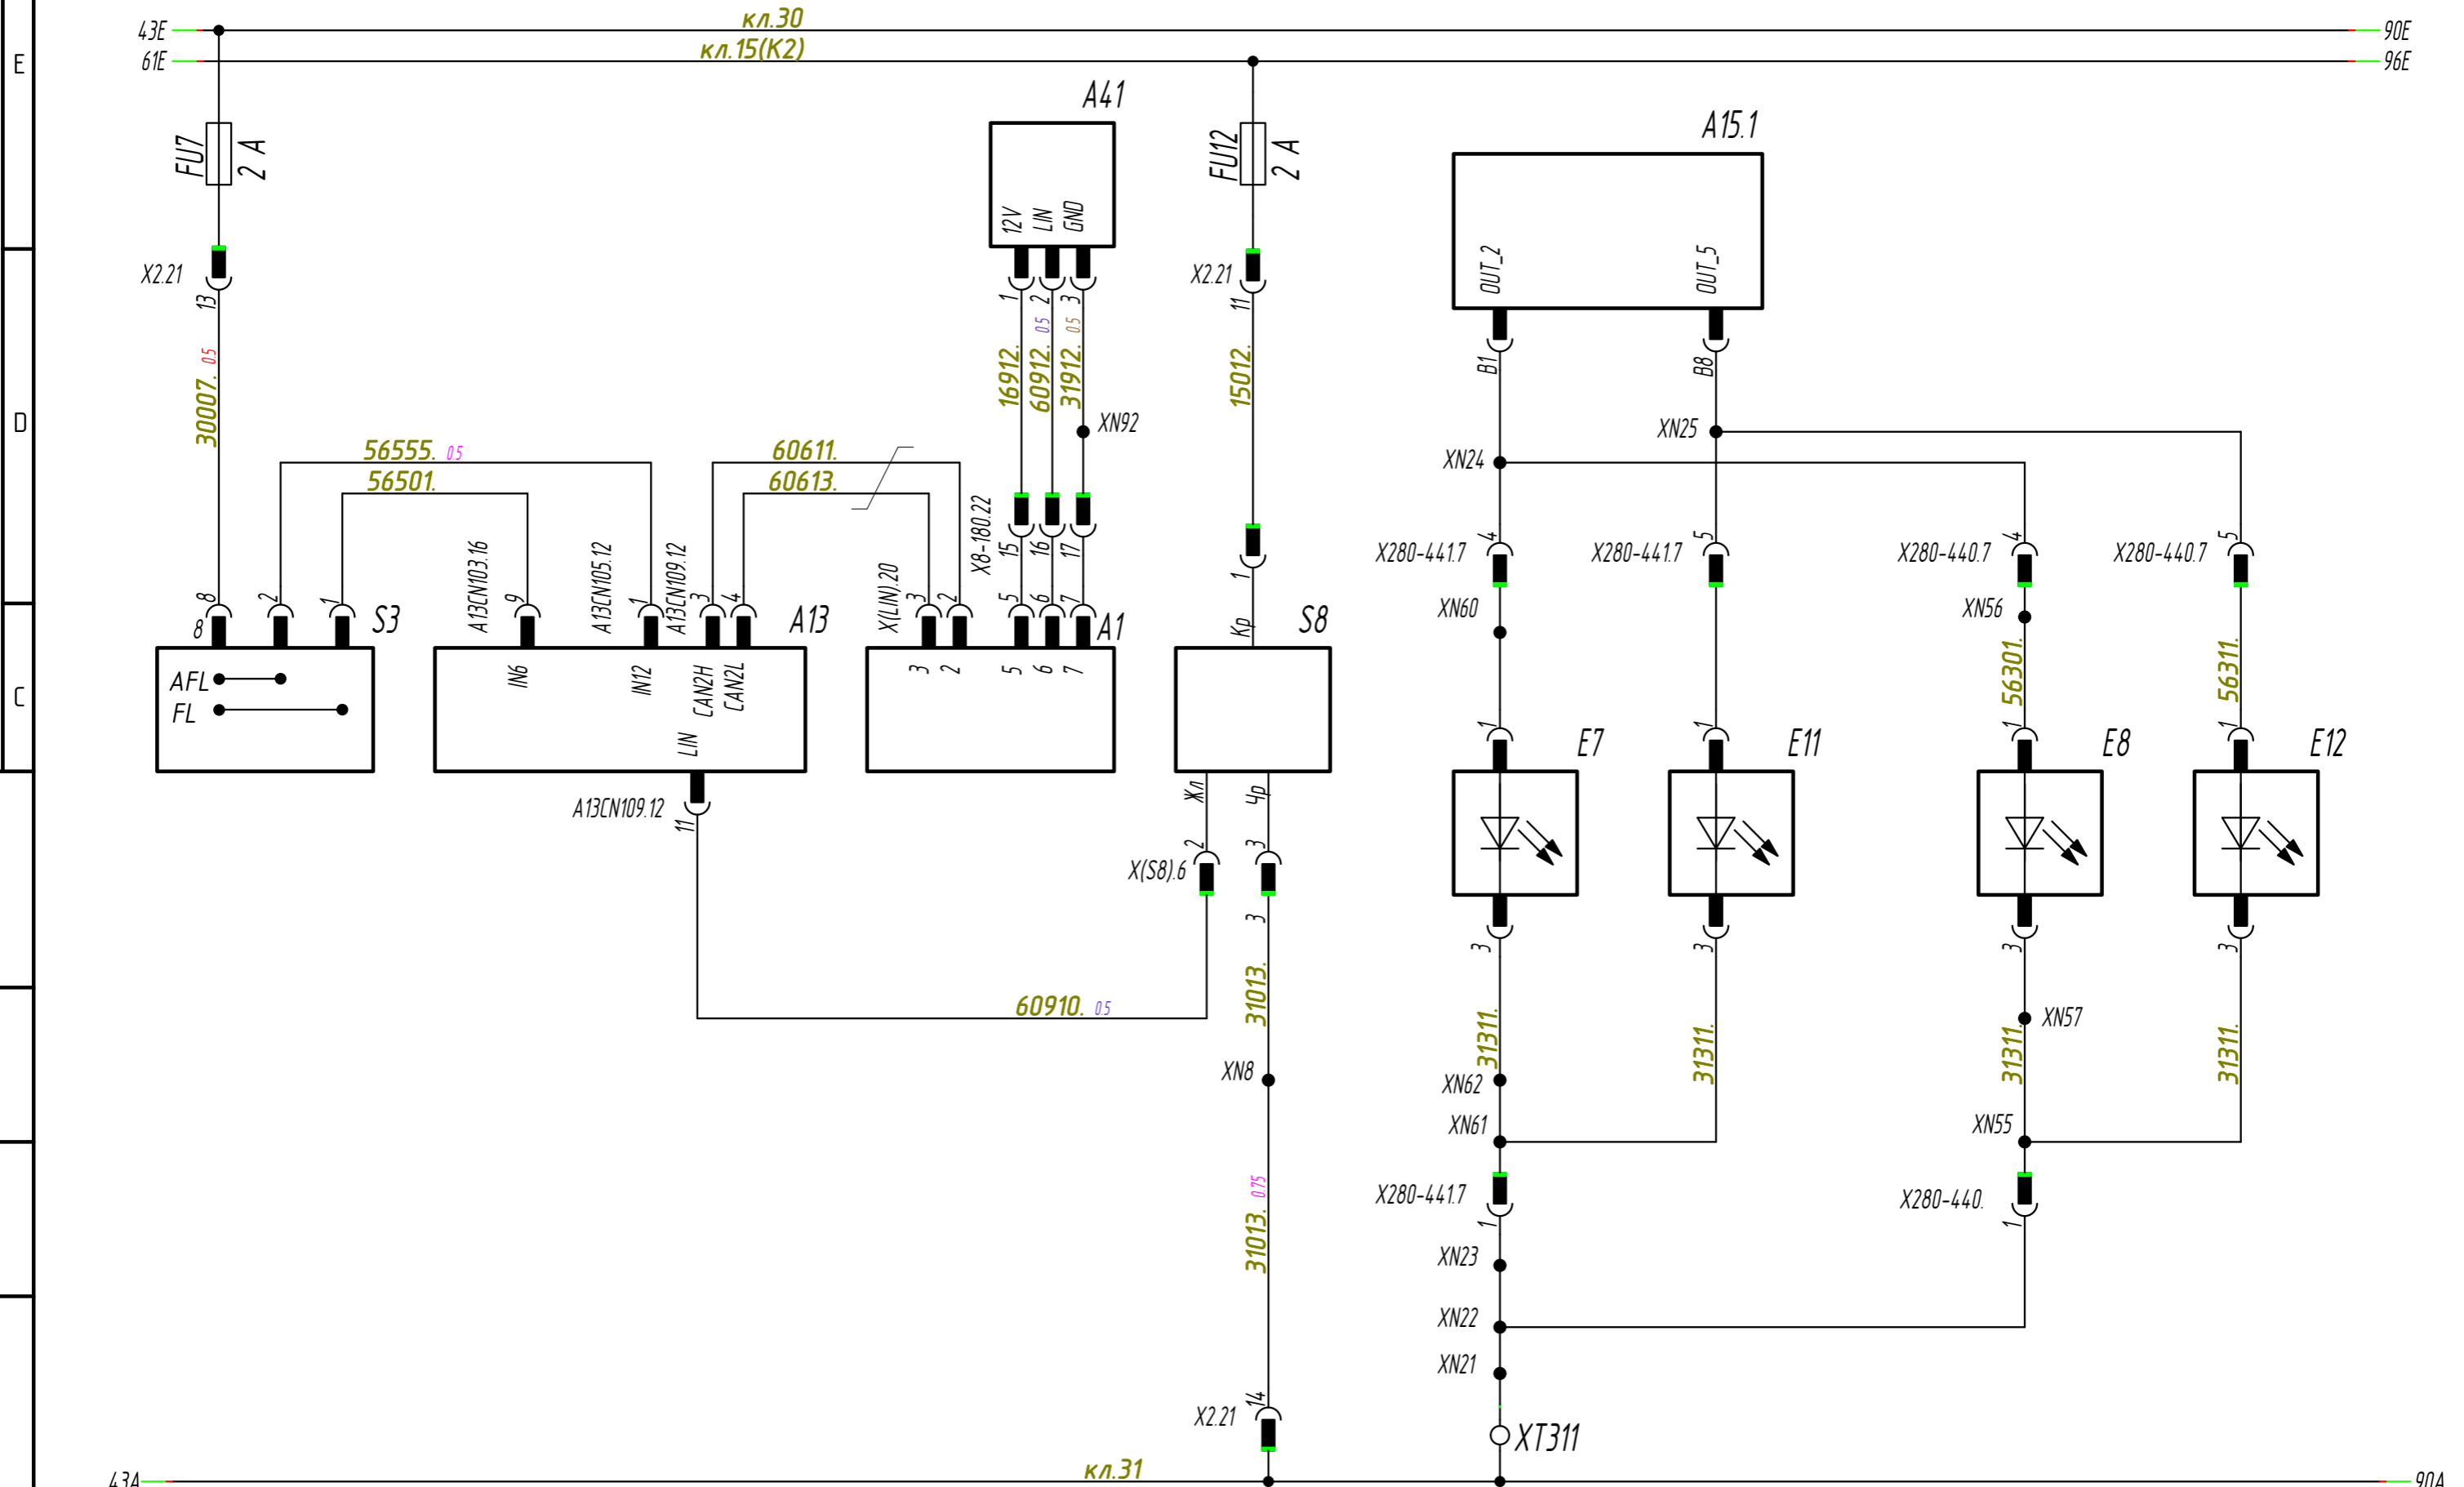 кл.30
43E
90E
E
кл.15(К2)
61E
96E
A41
A15.1
FU7
2 A
FU12
2 A
12V
LIN
GND
OUT_2
OUT_5
X2.21
13
1
2
3
X2.21
11
B1
B8
30007. 0.5
16912.
60912. 0.5
31912. 0.5
15012.
D
XN92
XN25
XN24
56555. 0.5
56501.
60611.
60613.
X8-180.22
15
16
17
1
X280-441.7
4
X280-441.7
5
X280-440.7
4
X280-440.7
5
A13CN103.16
9
A13CN105.12
1
A13CN109.12
3
4
X(LIN).20
3
2
5
6
7
8
2
1
8
S3
A13
A1
Кр
S8
XN60
XN56
C
AFL
FL
IN6
IN12
CAN2H
CAN2L
LIN
3
2
5
6
7
56301.
56311.
1
1
1
1
E7
E11
E8
E12
A13CN109.12
11
Жл
Чр
X(S8).6
2
3
3
3
3
3
3
60910. 0.5
31013.
31311.
31311.
31311.
31311.
XN57
XN8
XN62
XN61
XN55
31013. 0.75
X280-441.7
1
X280-440.
1
XN23
XN22
XN21
X2.21
14
XT311
кл.31
43A
90A